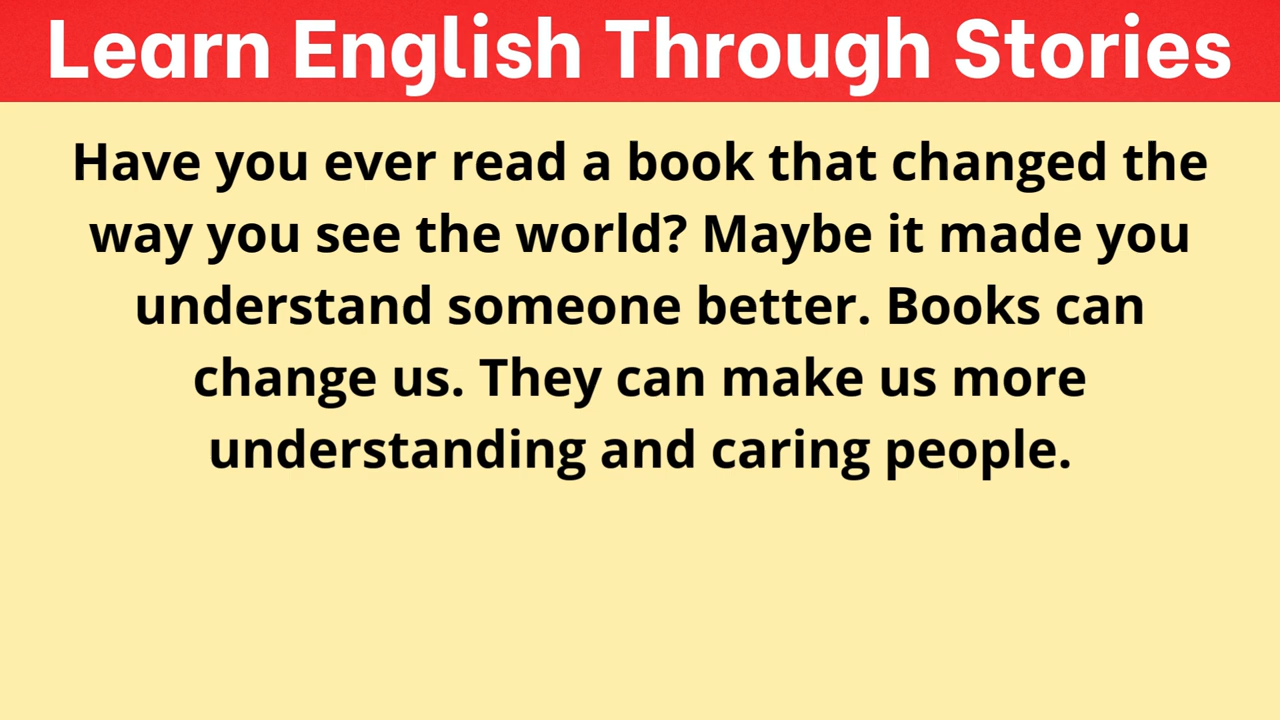 Learn English Through Stories
Have you ever read a book that changed the
way you see the world? Maybe it made you
understand someone better. Books can
change us. They can make us more
understanding and caring people.